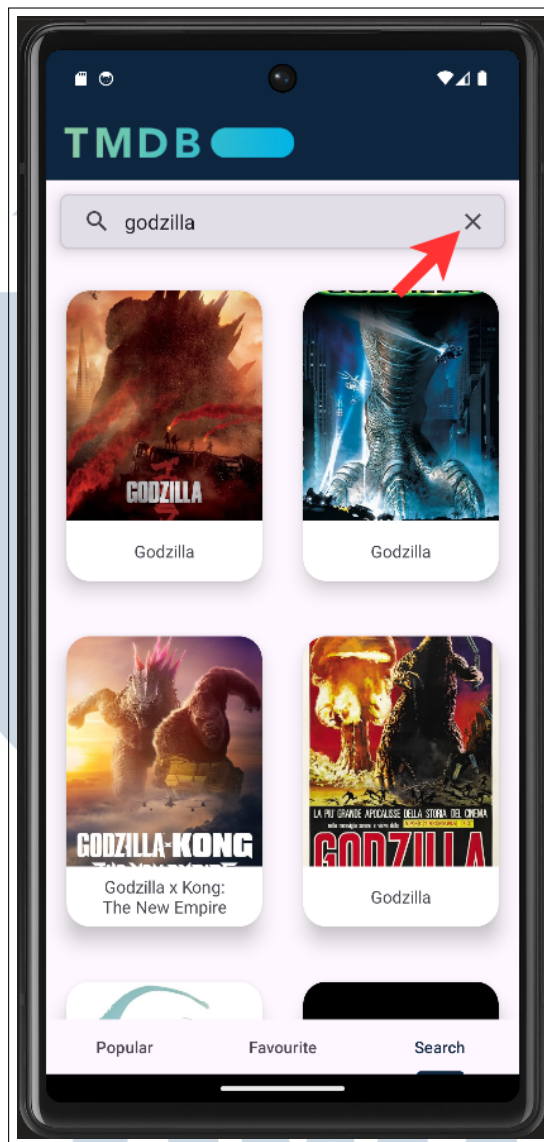 TMDB
godzilla
GODZILLA
Godzilla
Godzilla
GODZILLA x KONG
Godzilla x Kong:
The New Empire
LA PIU' GRANDE APOCALISSE DELLA STORIA DEL CINEMA
GODZILLA
Godzilla
Popular
Favourite
Search